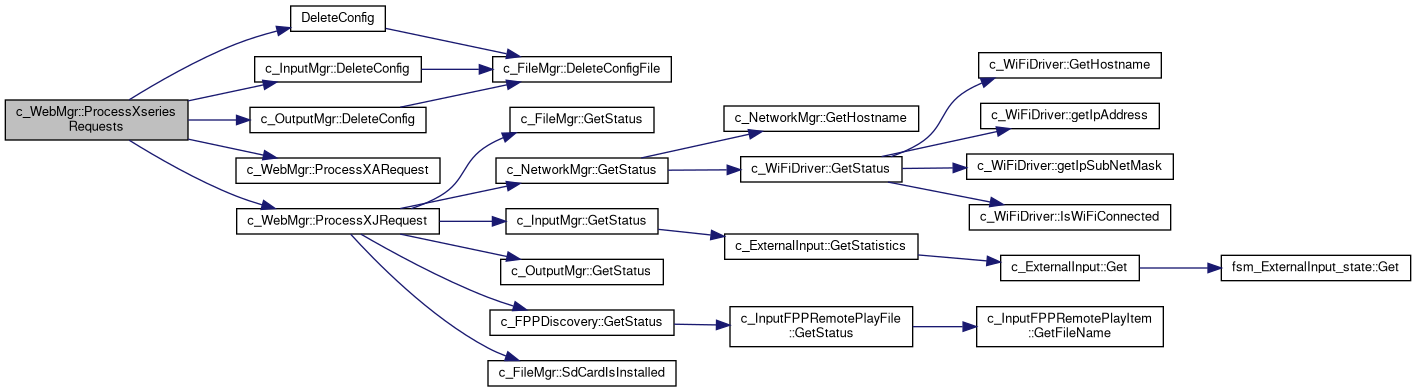 c_WebMgr::ProcessXseries
Requests
DeleteConfig
c_InputMgr::DeleteConfig
c_OutputMgr::DeleteConfig
c_WebMgr::ProcessXARequest
c_WebMgr::ProcessXJRequest
c_FileMgr::DeleteConfigFile
c_FileMgr::GetStatus
c_NetworkMgr::GetStatus
c_InputMgr::GetStatus
c_OutputMgr::GetStatus
c_FPPDiscovery::GetStatus
c_FileMgr::SdCardIsInstalled
c_NetworkMgr::GetHostname
c_WiFiDriver::GetStatus
c_ExternalInput::GetStatistics
c_InputFPPRemotePlayFile
::GetStatus
c_WiFiDriver::GetHostname
c_WiFiDriver::getIpAddress
c_WiFiDriver::getIpSubNetMask
c_WiFiDriver::IsWiFiConnected
c_ExternalInput::Get
c_InputFPPRemotePlayItem
::GetFileName
fsm_ExternalInput_state::Get